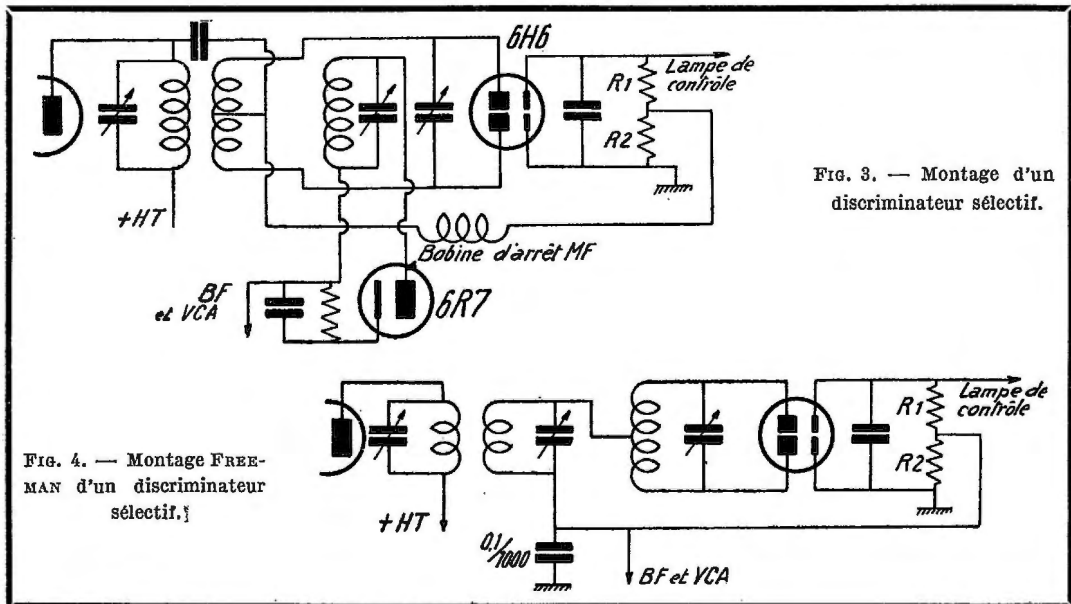 6H6
Lampe de
contrôle
R1
R2
+HT
Bobine d'arrêt MF
BF
et VCA
6R7
FIG. 3. — Montage d'un
discriminateur sélectif.
FIG. 4. — Montage FREE-
MAN d'un discriminateur
sélectif.
+HT
0,1/1000
BF et VCA
Lampe de
contrôle
R1
R2